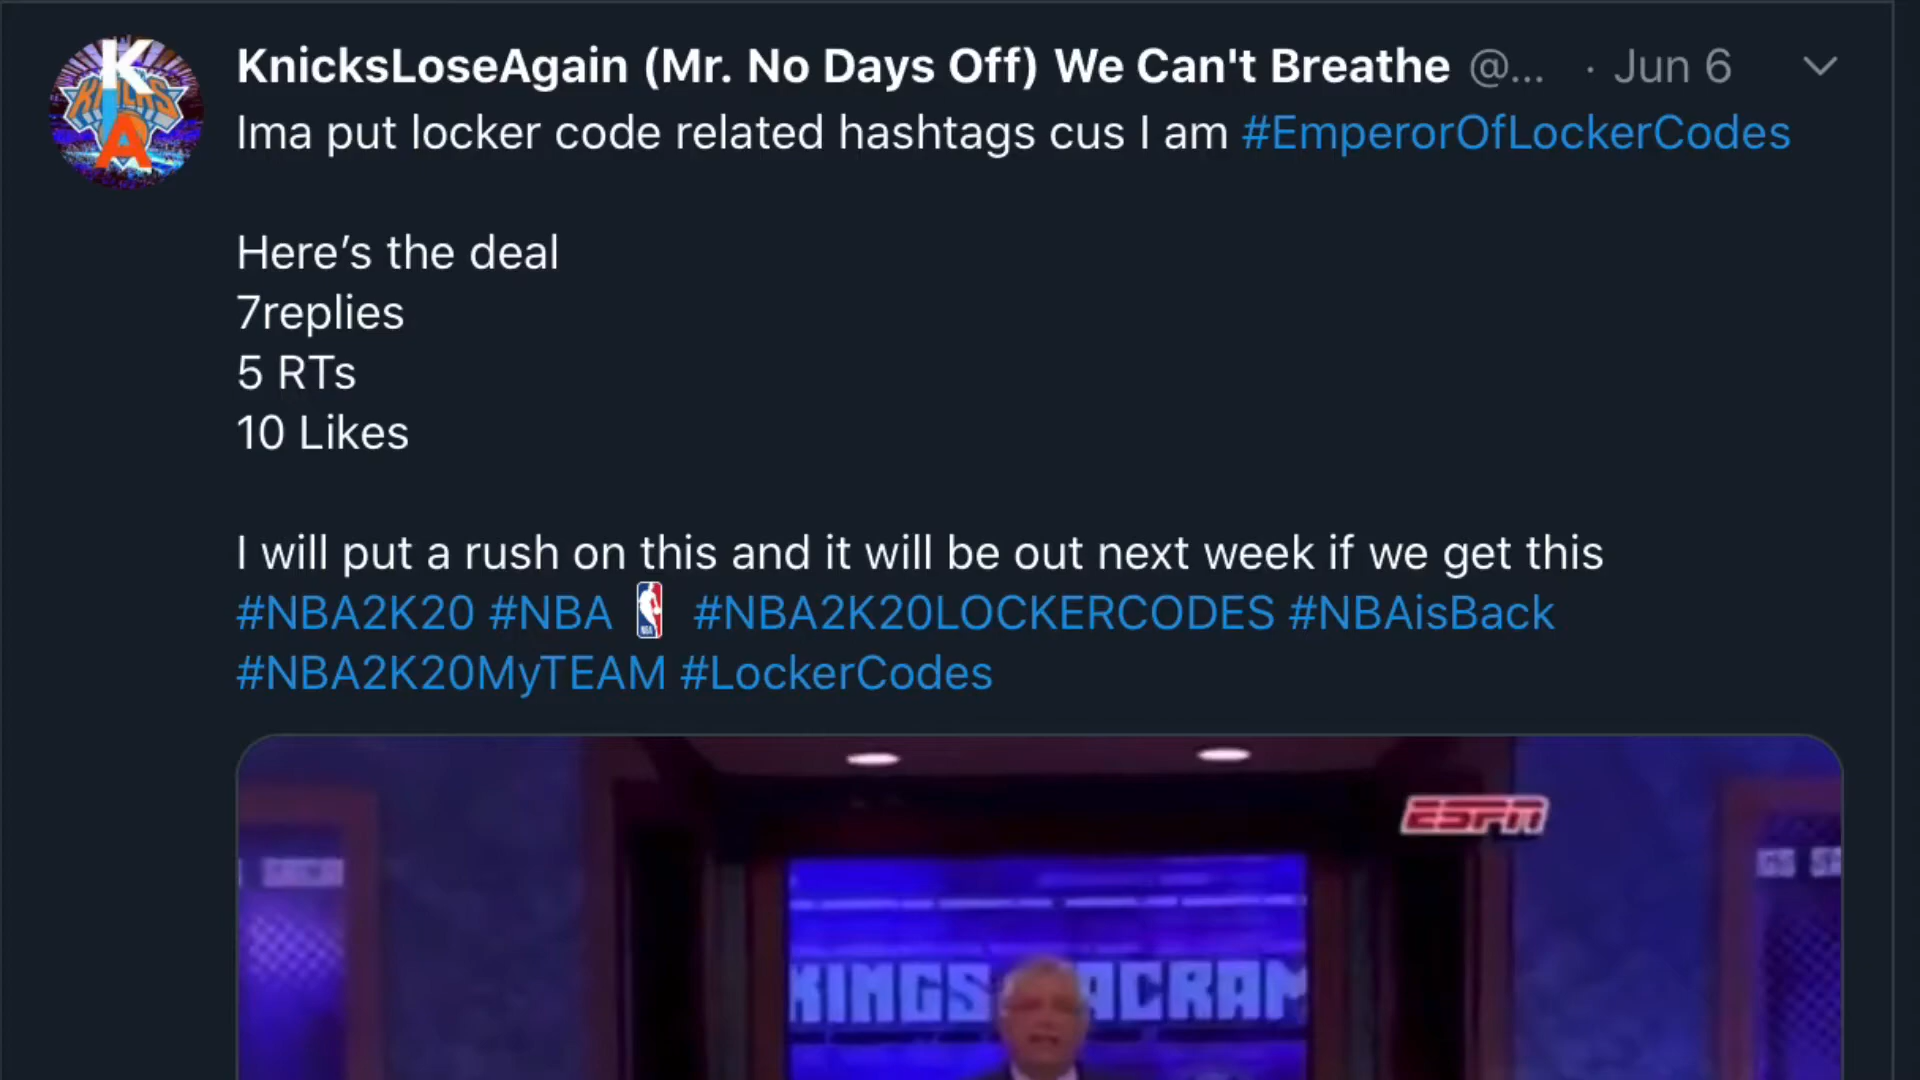 KnicksLoseAgain (Mr. No Days Off) We Can't Breathe @... · Jun 6
Ima put locker code related hashtags cus I am #EmperorOfLockerCodes
Here’s the deal
7replies
5 RTs
10 Likes
I will put a rush on this and it will be out next week if we get this
#NBA2K20 #NBA #NBA2K20LOCKERCODES #NBAisBack
#NBA2K20MyTEAM #LockerCodes
ESPN
KINGS ACRAM